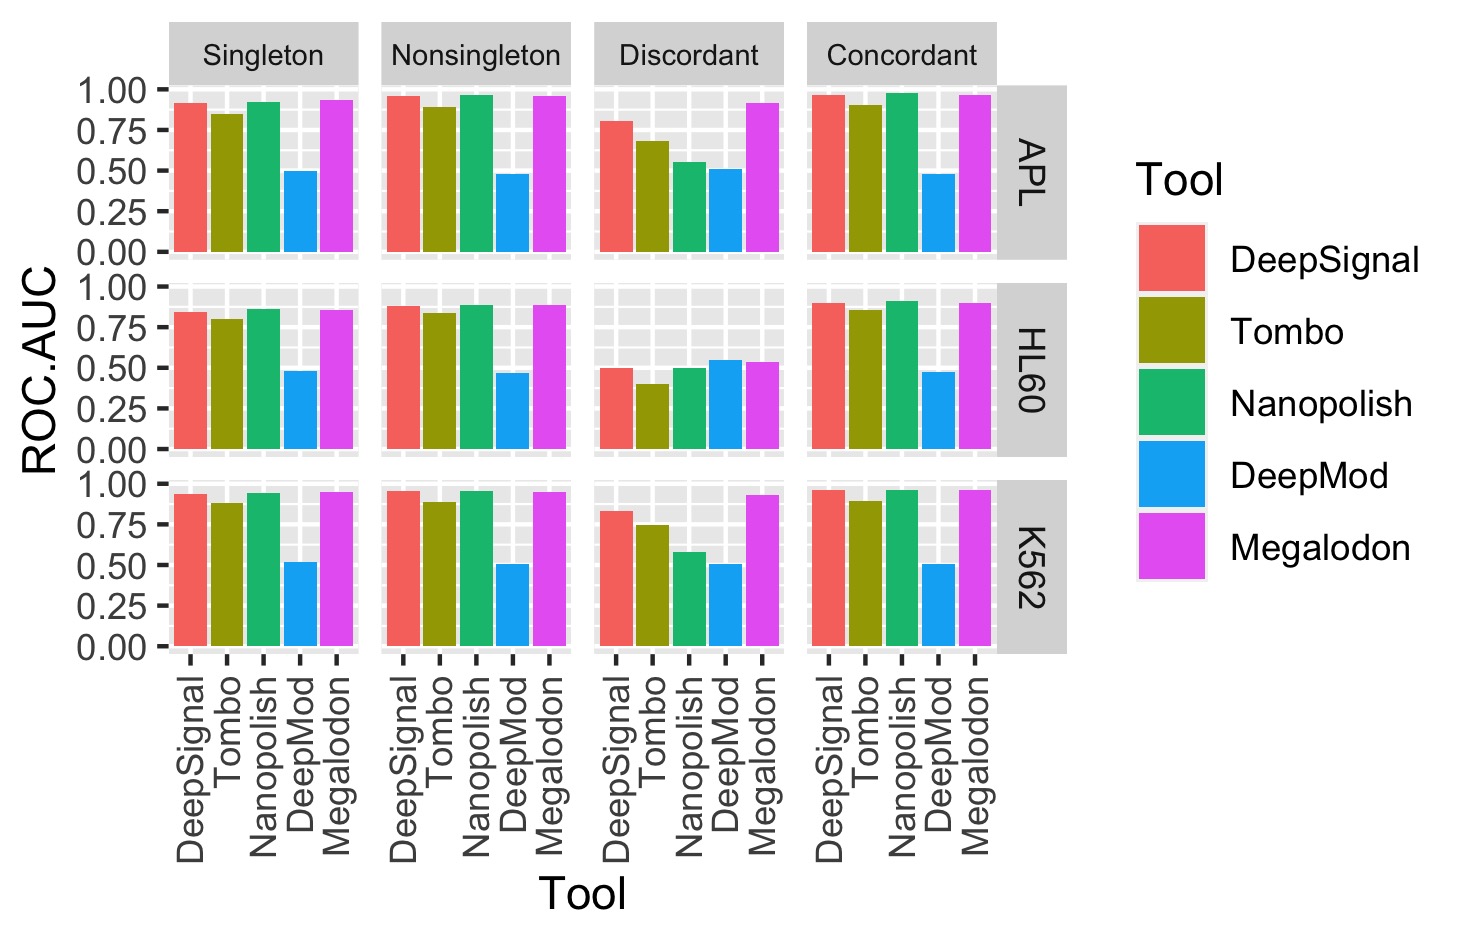 Singleton Nonsingleton Discordant Concordant
ROC.AUC
1.00
0.75
0.50
0.25
0.00
APL
1.00
0.75
0.50
0.25
0.00
HL60
1.00
0.75
0.50
0.25
0.00
K562
DeepSignal Tombo Nanopolish DeepMod Megalodon DeepSignal Tombo Nanopolish DeepMod Megalodon DeepSignal Tombo Nanopolish DeepMod Megalodon DeepSignal Tombo Nanopolish DeepMod Megalodon
Tool
Tool
DeepSignal
Tombo
Nanopolish
DeepMod
Megalodon